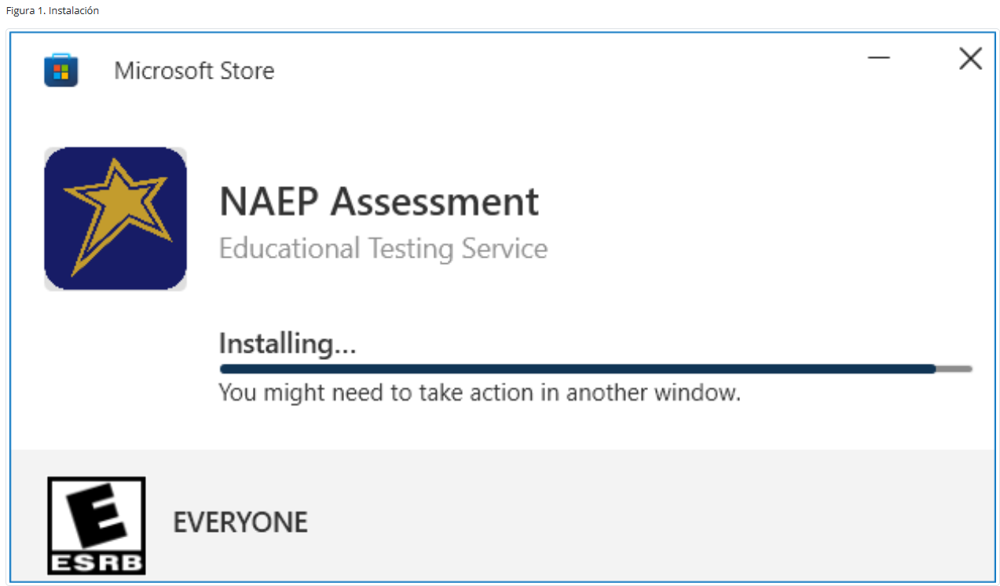 Figura 1. Instalación
Microsoft Store
NAEP Assessment
Educational Testing Service
Installing...
You might need to take action in another window.
E
ESRB
EVERYONE